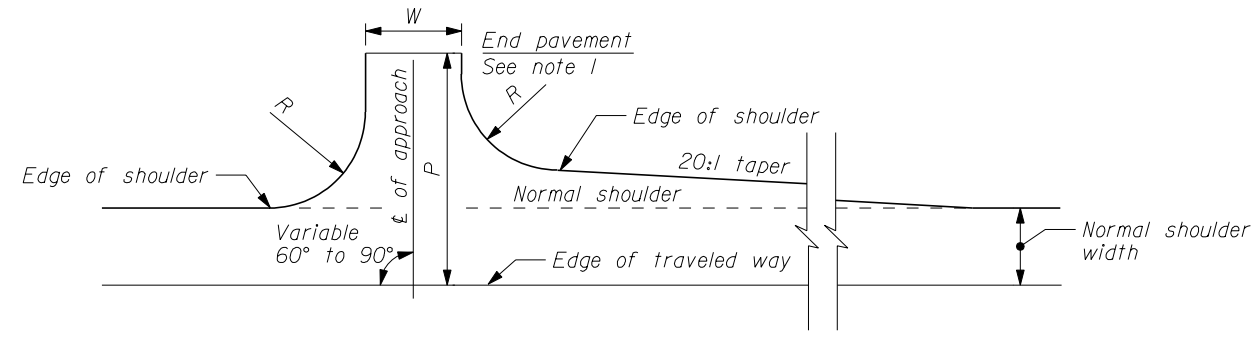 W
End pavement
See note 1
R
R
Edge of shoulder
℄ of approach
P
20:1 taper
Edge of shoulder
Normal shoulder
Variable
60° to 90°
Normal shoulder
width
Edge of traveled way